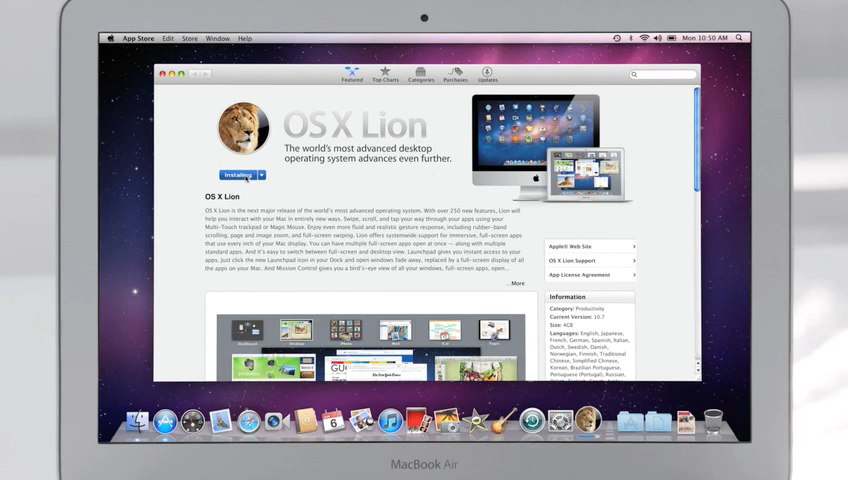 App Store Edit Store Window Help
Mon 10:50 AM
Featured Top Charts Categories Purchases Updates
OS X Lion
The world's most advanced desktop
operating system advances even further.
Installing
OS X Lion
OS X Lion is the next major release of the world's most advanced operating system. With over 250 new features, Lion will
help you interact with your Mac in entirely new ways. Swipe, scroll, and tap your way through your apps using your
Multi-Touch trackpad or Magic Mouse. Enjoy even more fluid and realistic gesture response, including rubber-band
scrolling, page and image zoom, and full-screen swiping. Lion offers systemwide support for immersive, full-screen apps
that use every inch of your Mac display. You can have multiple full-screen apps open at once — along with multiple
standard apps. And it's easy to switch between full-screen and desktop view. Launchpad gives you instant access to your
apps. Just click the new Launchpad icon in your Dock and open windows fade away, replaced by a full-screen display of all
the apps on your Mac. And Mission Control gives you a bird's-eye view of all your windows, full-screen apps, open...
...More
Apple® Web Site
OS X Lion Support
App License Agreement
Information
Category: Productivity
Current Version: 10.7
Size: 4GB
Languages: English, Japanese,
French, German, Spanish, Italian,
Dutch, Swedish, Danish,
Norwegian, Finnish, Traditional
Chinese, Simplified Chinese,
Korean, Brazilian Portuguese,
Portuguese (Portugal), Russian,
Dashboard Desktop iPhoto Mail iCal Pages
6
MacBook Air